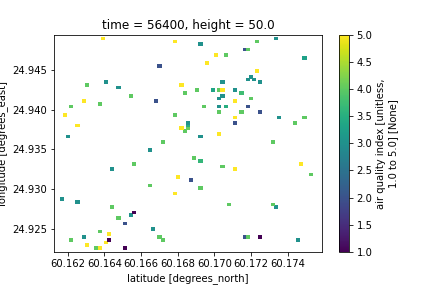 time = 56400, height = 50.0
24.945
24.940
24.935
24.930
24.925
longitude [degrees_east]
60.162 60.164 60.166 60.168 60.170 60.172 60.174
latitude [degrees_north]
5.0
4.5
4.0
3.5
3.0
2.5
2.0
1.5
1.0
air quality index [unitless,
1.0 to 5.0] [None]